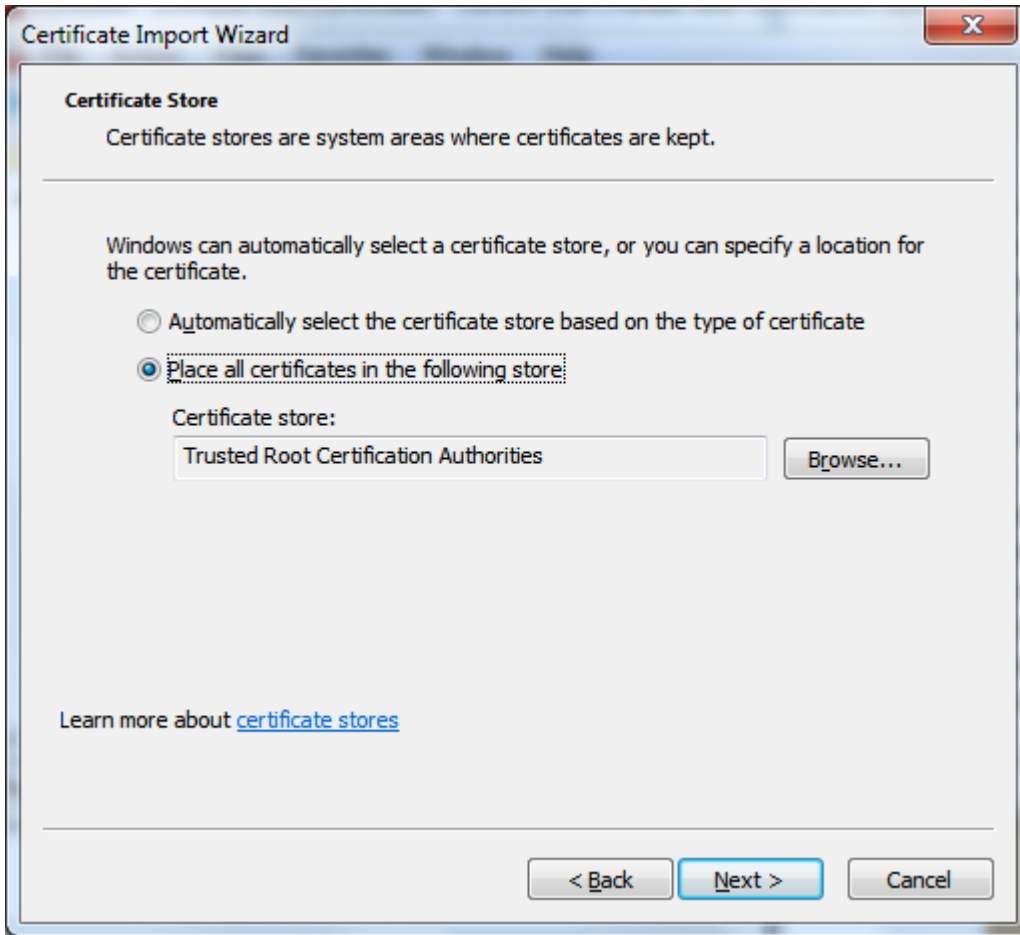 Certificate Import Wizard
Certificate Store
Certificate stores are system areas where certificates are kept.
Windows can automatically select a certificate store, or you can specify a location for
the certificate.
Automatically select the certificate store based on the type of certificate
Place all certificates in the following store
Certificate store:
Trusted Root Certification Authorities
Browse...
Learn more about certificate stores
< Back
Next >
Cancel